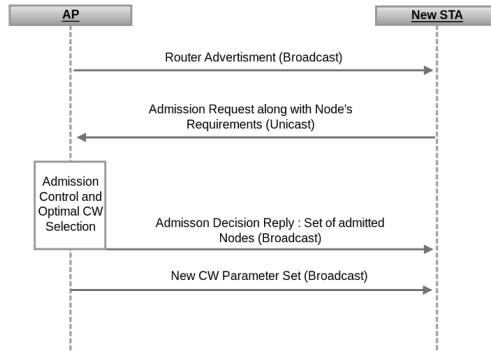 AP
New STA
Router Advertisment (Broadcast)
Admission Request along with Node's
Requirements (Unicast)
Admission
Control and
Optimal CW
Selection
Admisson Decision Reply : Set of admitted
Nodes (Broadcast)
New CW Parameter Set (Broadcast)